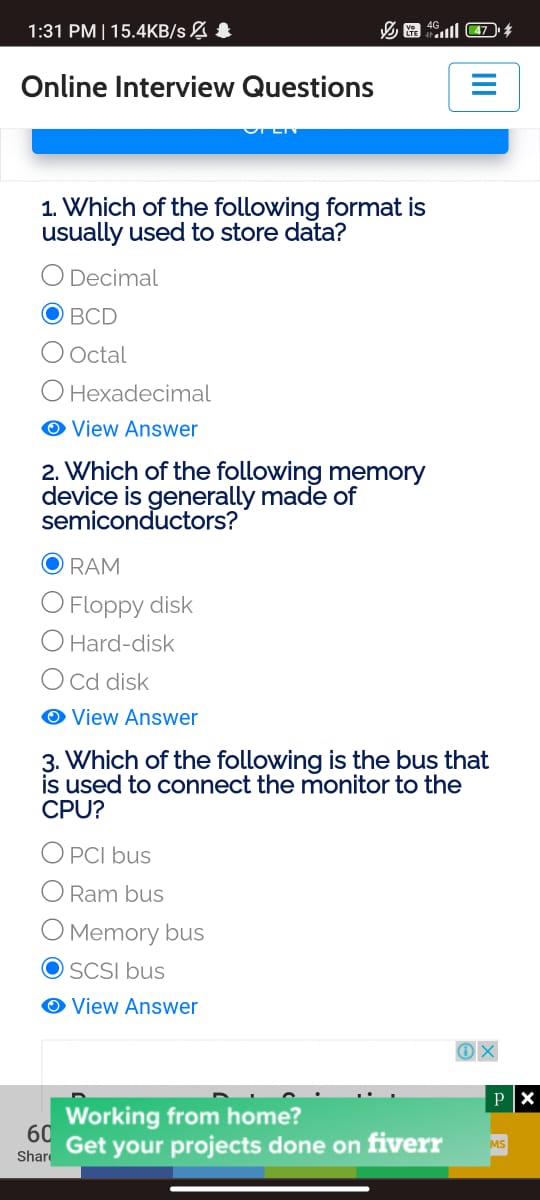 1:31 PM | 15.4KB/s
Vo LTE 4G 47
Online Interview Questions
OPEN
1. Which of the following format is
usually used to store data?
Decimal
BCD
Octal
Hexadecimal
View Answer
2. Which of the following memory
device is generally made of
semiconductors?
RAM
Floppy disk
Hard-disk
Cd disk
View Answer
3. Which of the following is the bus that
is used to connect the monitor to the
CPU?
PCI bus
Ram bus
Memory bus
SCSI bus
View Answer
P X
Working from home?
60
Get your projects done on fiverr
MS
Share